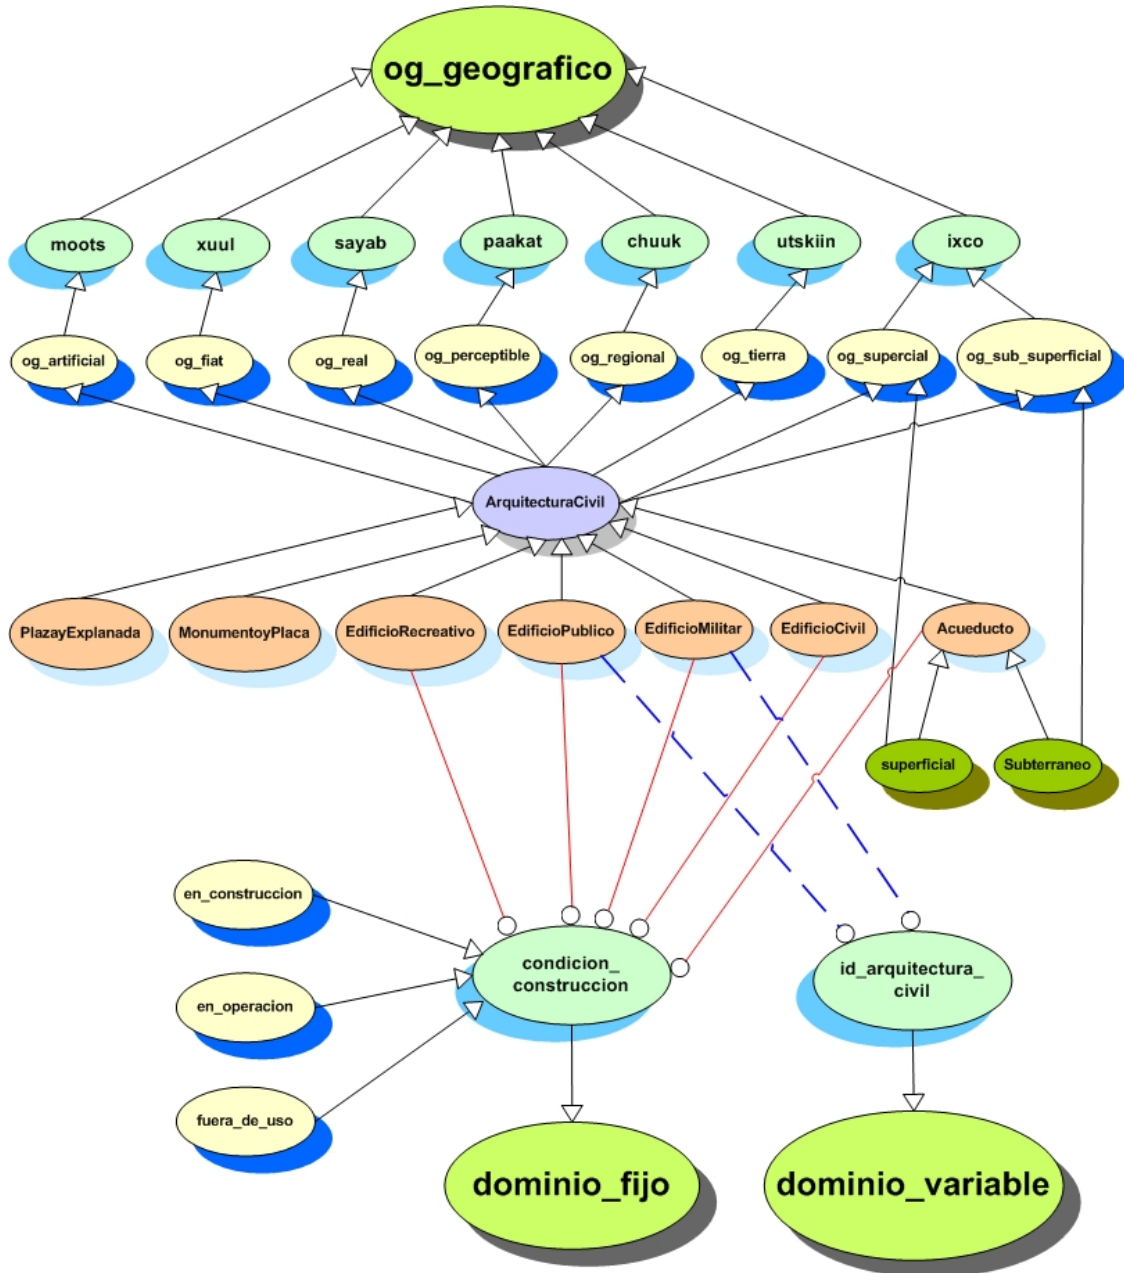 og_geografico
moots
xuul
sayab
paakat
chuuk
utskiin
ixco
og_artificial
og_fiat
og_real
og_perceptible
og_regional
og_tierra
og_supercial
og_sub_superficial
ArquitecturaCivil
PlazayExplanada
MonumentoyPlaca
EdificioRecreativo
EdificioPublico
EdificioMilitar
EdificioCivil
Acueducto
superficial
Subterraneo
en_construccion
condicion_
construccion
id_arquitectura_
civil
en_operacion
fuera_de_uso
dominio_fijo
dominio_variable